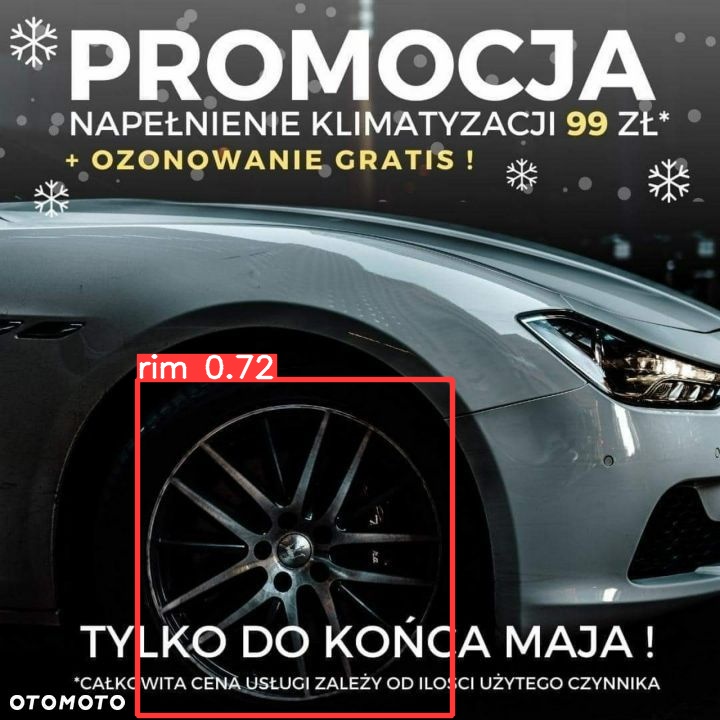 PROMOCJA
NAPEŁNIENIE KLIMATYZACJI 99 ZŁ*
+ OZONOWANIE GRATIS !
rim 0.72
TYLKO DO KOŃCA MAJA !
*CAŁKOWITA CENA USŁUGI ZALEŻY OD ILOŚCI UŻYTEGO CZYNNIKA
OTOMOTO